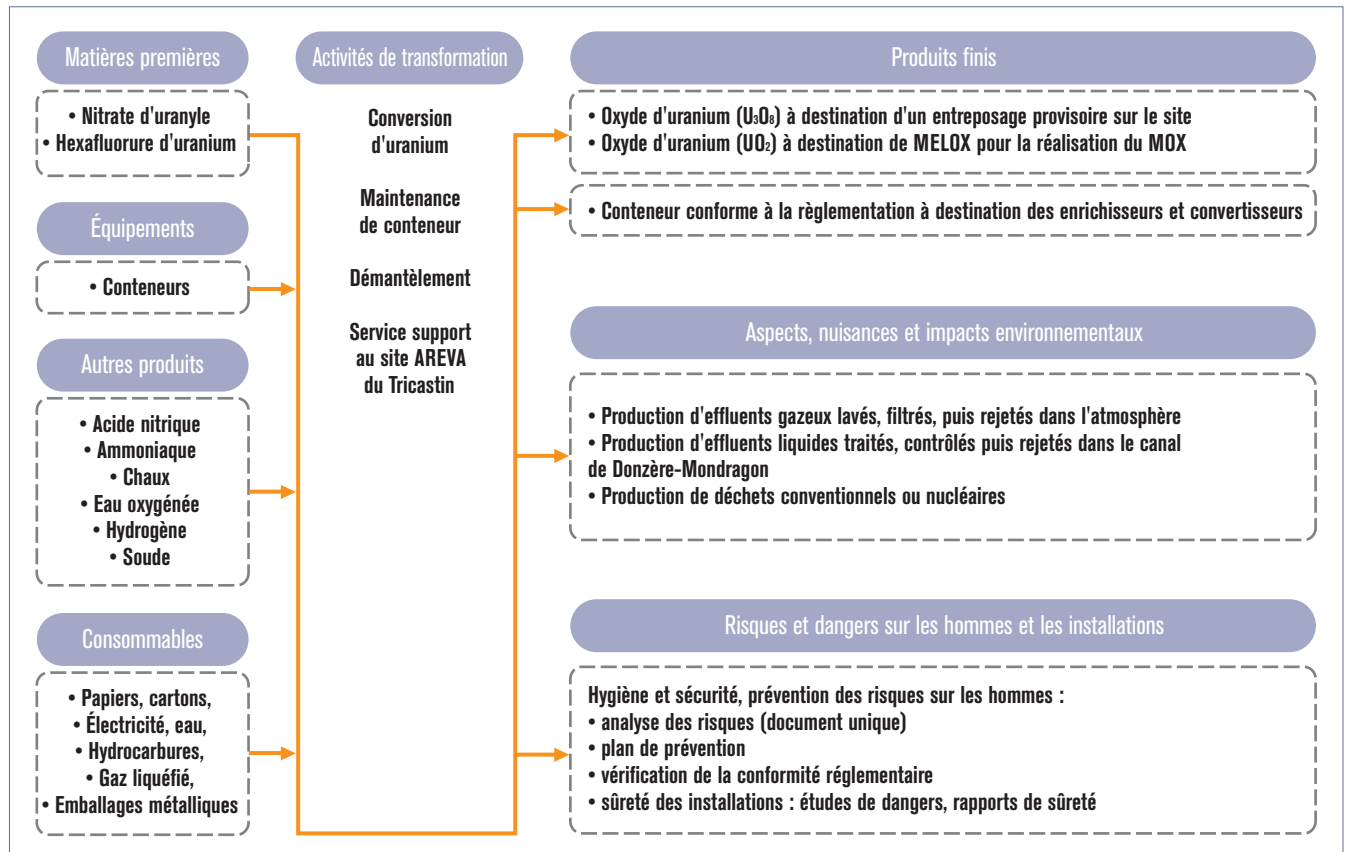 Matières premières
• Nitrate d'uranyle
• Hexafluorure d'uranium
Équipements
• Conteneurs
Autres produits
• Acide nitrique
• Ammoniaque
• Chaux
• Eau oxygénée
• Hydrogène
• Soude
Consommables
• Papiers, cartons,
• Électricité, eau,
• Hydrocarbures,
• Gaz liquéfié,
• Emballages métalliques
Activités de transformation
Conversion
d'uranium
Maintenance
de conteneur
Démantèlement
Service support
au site AREVA
du Tricastin
Produits finis
• Oxyde d'uranium (U₃O₈) à destination d'un entreposage provisoire sur le site
• Oxyde d'uranium (UO₂) à destination de MELOX pour la réalisation du MOX
• Conteneur conforme à la règlementation à destination des enrichisseurs et convertisseurs
Aspects, nuisances et impacts environnementaux
• Production d'effluents gazeux lavés, filtrés, puis rejetés dans l'atmosphère
• Production d'effluents liquides traités, contrôlés puis rejetés dans le canal
de Donzère-Mondragon
• Production de déchets conventionnels ou nucléaires
Risques et dangers sur les hommes et les installations
Hygiène et sécurité, prévention des risques sur les hommes :
• analyse des risques (document unique)
• plan de prévention
• vérification de la conformité réglementaire
• sûreté des installations : études de dangers, rapports de sûreté